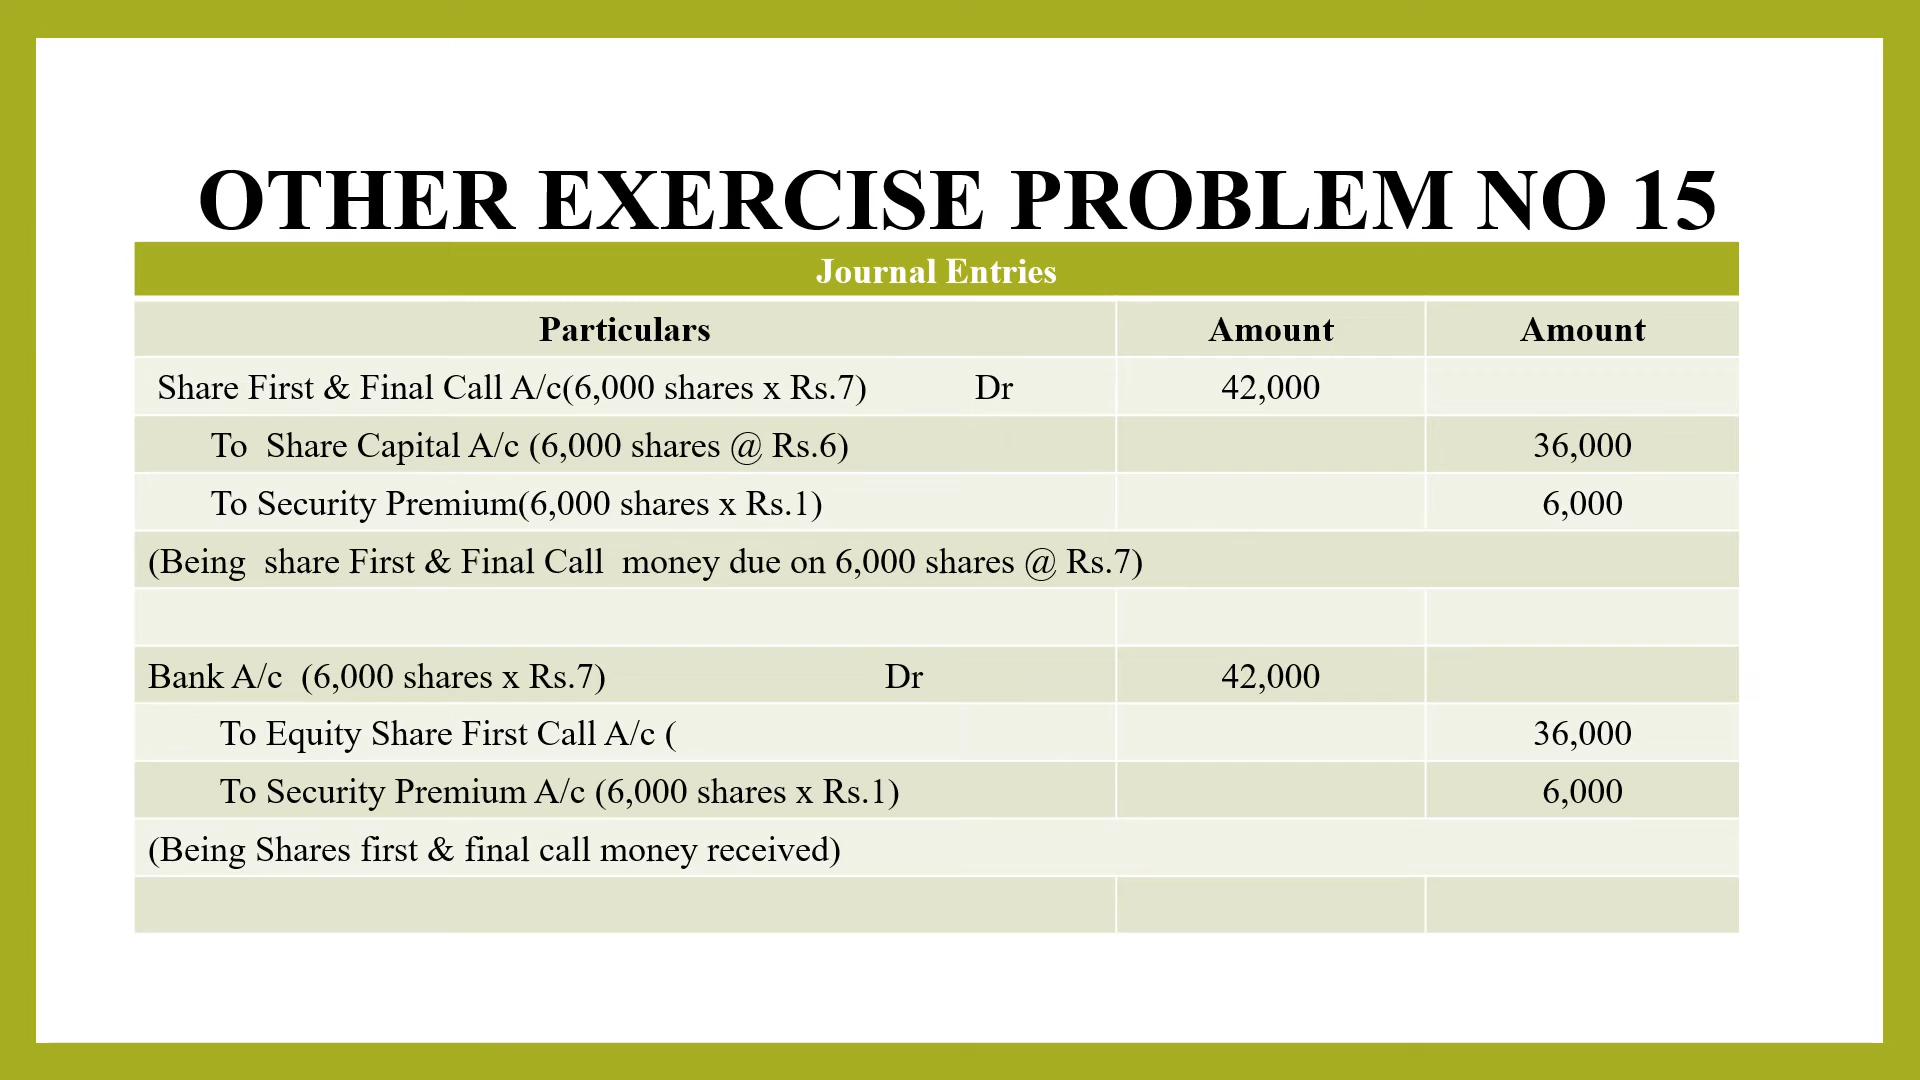 OTHER EXERCISE PROBLEM NO 15
Journal Entries
Particulars Amount Amount
Share First & Final Call A/c(6,000 shares x Rs.7) Dr 42,000
To Share Capital A/c (6,000 shares @ Rs.6) 36,000
To Security Premium(6,000 shares x Rs.1) 6,000
(Being share First & Final Call money due on 6,000 shares @ Rs.7)
Bank A/c (6,000 shares x Rs.7) Dr 42,000
To Equity Share First Call A/c ( 36,000
To Security Premium A/c (6,000 shares x Rs.1) 6,000
(Being Shares first & final call money received)